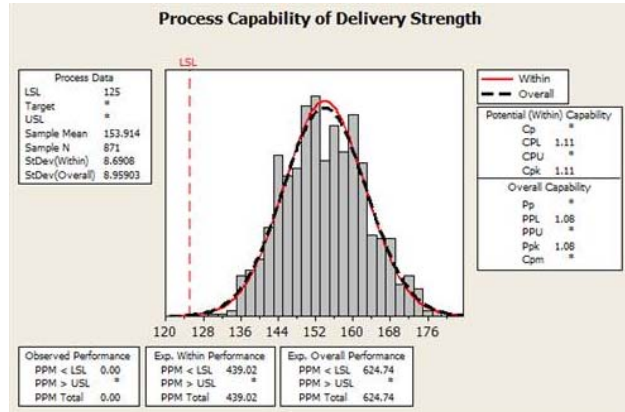 Process Capability of Delivery Strength
LSL
Process Data
LSL 125
Target *
USL *
Sample Mean 153.914
Sample N 871
StDev(Within) 8.6908
StDev(Overall) 8.95903
Within
Overall
Potential (Within) Capability
Cp *
CPL 1.11
CPU *
Cpk 1.11
Overall Capability
Pp *
PPL 1.08
PPU *
Ppk 1.08
Cpm *
120 128 136 144 152 160 168 176
Observed Performance
PPM < LSL 0.00
PPM > USL *
PPM Total 0.00
Exp. Within Performance
PPM < LSL 439.02
PPM > USL *
PPM Total 439.02
Exp. Overall Performance
PPM < LSL 624.74
PPM > USL *
PPM Total 624.74